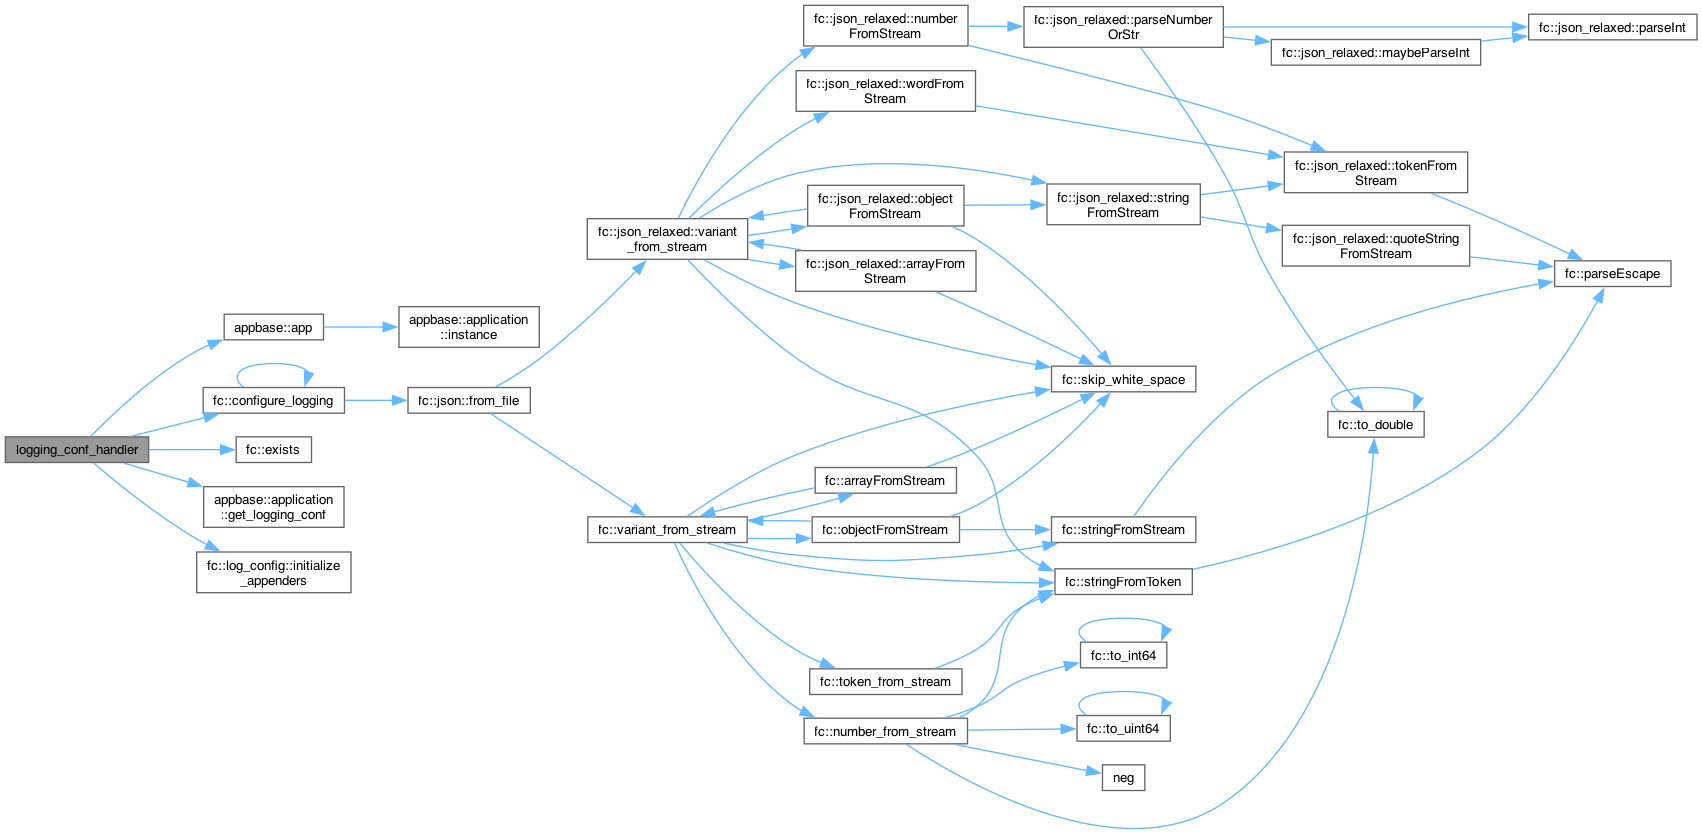 logging_conf_handler
appbase::app
appbase::application
::instance
fc::configure_logging
fc::json::from_file
fc::exists
appbase::application
::get_logging_conf
fc::log_config::initialize
_appenders
fc::json_relaxed::variant
_from_stream
fc::variant_from_stream
fc::json_relaxed::number
FromStream
fc::json_relaxed::wordFrom
Stream
fc::json_relaxed::object
FromStream
fc::json_relaxed::arrayFrom
Stream
fc::arrayFromStream
fc::objectFromStream
fc::token_from_stream
fc::number_from_stream
fc::json_relaxed::parseNumber
OrStr
fc::json_relaxed::string
FromStream
fc::skip_white_space
fc::stringFromStream
fc::stringFromToken
fc::to_int64
fc::to_uint64
neg
fc::json_relaxed::maybeParseInt
fc::json_relaxed::tokenFrom
Stream
fc::json_relaxed::quoteString
FromStream
fc::to_double
fc::json_relaxed::parseInt
fc::parseEscape